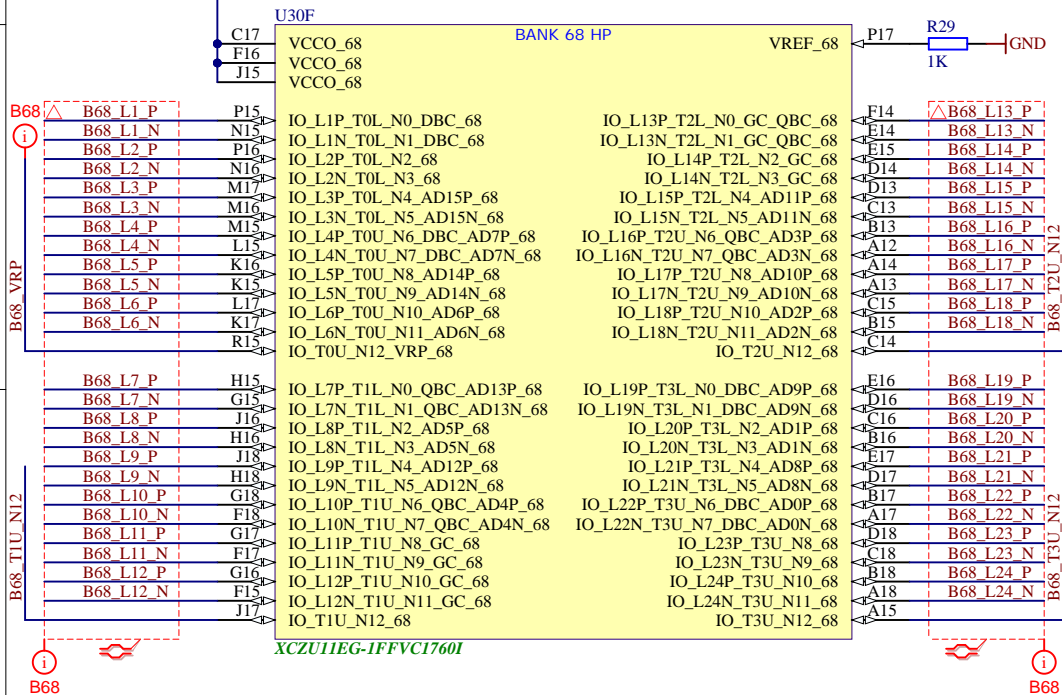 U30F
BANK 68 HP
C17 VCCO_68 VREF_68 P17 R29 1K GND
F16 VCCO_68
J15 VCCO_68
B68
B68_L1_P P15 IO_L1P_T0L_N0_DBC_68 IO_L13P_T2L_N0_GC_QBC_68 F14 B68_L13_P
B68_L1_N N15 IO_L1N_T0L_N1_DBC_68 IO_L13N_T2L_N1_GC_QBC_68 E14 B68_L13_N
B68_L2_P P16 IO_L2P_T0L_N2_68 IO_L14P_T2L_N2_GC_68 E15 B68_L14_P
B68_L2_N N16 IO_L2N_T0L_N3_68 IO_L14N_T2L_N3_GC_68 D14 B68_L14_N
B68_L3_P M17 IO_L3P_T0L_N4_AD15P_68 IO_L15P_T2L_N4_AD11P_68 D13 B68_L15_P
B68_L3_N M16 IO_L3N_T0L_N5_AD15N_68 IO_L15N_T2L_N5_AD11N_68 C13 B68_L15_N
B68_L4_P M15 IO_L4P_T0U_N6_DBC_AD7P_68 IO_L16P_T2U_N6_QBC_AD3P_68 B13 B68_L16_P
B68_L4_N L15 IO_L4N_T0U_N7_DBC_AD7N_68 IO_L16N_T2U_N7_QBC_AD3N_68 A12 B68_L16_N
B68_L5_P K16 IO_L5P_T0U_N8_AD14P_68 IO_L17P_T2U_N8_AD10P_68 A14 B68_L17_P
B68_L5_N K15 IO_L5N_T0U_N9_AD14N_68 IO_L17N_T2U_N9_AD10N_68 A13 B68_L17_N
B68_L6_P L17 IO_L6P_T0U_N10_AD6P_68 IO_L18P_T2U_N10_AD2P_68 C15 B68_L18_P
B68_L6_N K17 IO_L6N_T0U_N11_AD6N_68 IO_L18N_T2U_N11_AD2N_68 B15 B68_L18_N
B68_VRP R15 IO_T0U_N12_VRP_68 IO_T2U_N12_68 C14 B68_T2U_N12
B68_L7_P H15 IO_L7P_T1L_N0_QBC_AD13P_68 IO_L19P_T3L_N0_DBC_AD9P_68 E16 B68_L19_P
B68_L7_N G15 IO_L7N_T1L_N1_QBC_AD13N_68 IO_L19N_T3L_N1_DBC_AD9N_68 D16 B68_L19_N
B68_L8_P J16 IO_L8P_T1L_N2_AD5P_68 IO_L20P_T3L_N2_AD1P_68 C16 B68_L20_P
B68_L8_N H16 IO_L8N_T1L_N3_AD5N_68 IO_L20N_T3L_N3_AD1N_68 B16 B68_L20_N
B68_L9_P J18 IO_L9P_T1L_N4_AD12P_68 IO_L21P_T3L_N4_AD8P_68 E17 B68_L21_P
B68_L9_N H18 IO_L9N_T1L_N5_AD12N_68 IO_L21N_T3L_N5_AD8N_68 D17 B68_L21_N
B68_L10_P G18 IO_L10P_T1U_N6_QBC_AD4P_68 IO_L22P_T3U_N6_DBC_AD0P_68 B17 B68_L22_P
B68_L10_N F18 IO_L10N_T1U_N7_QBC_AD4N_68 IO_L22N_T3U_N7_DBC_AD0N_68 A17 B68_L22_N
B68_L11_P G17 IO_L11P_T1U_N8_GC_68 IO_L23P_T3U_N8_68 D18 B68_L23_P
B68_L11_N F17 IO_L11N_T1U_N9_GC_68 IO_L23N_T3U_N9_68 C18 B68_L23_N
B68_L12_P G16 IO_L12P_T1U_N10_GC_68 IO_L24P_T3U_N10_68 B18 B68_L24_P
B68_L12_N F15 IO_L12N_T1U_N11_GC_68 IO_L24N_T3U_N11_68 A18 B68_L24_N
B68_T1U_N12 J17 IO_T1U_N12_68 IO_T3U_N12_68 A15 B68_T3U_N12
XCZU11EG-1FFVC1760I
B68 B68